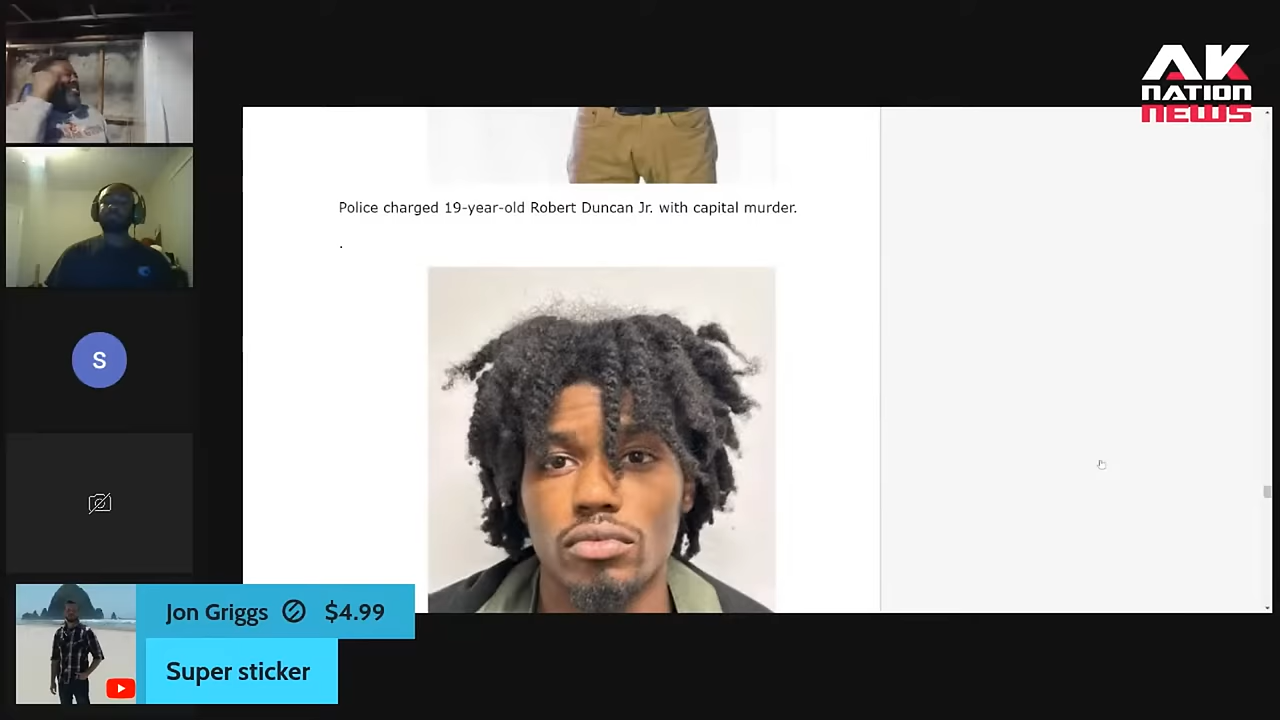 AK
NATION
NEWS
Police charged 19-year-old Robert Duncan Jr. with capital murder.
.
S
Jon Griggs $4.99
Super sticker